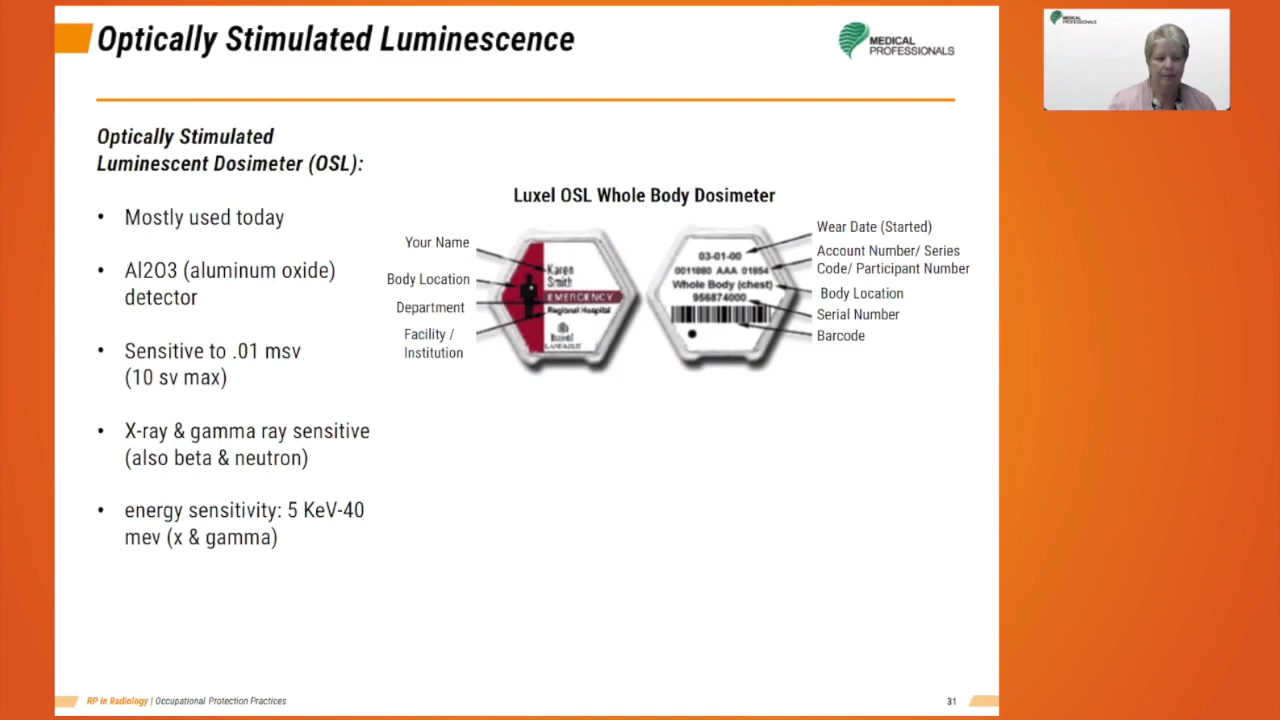 Optically Stimulated Luminescence
MEDICAL
PROFESSIONALS
MEDICAL
PROFESSIONALS
Optically Stimulated
Luminescent Dosimeter (OSL):
• Mostly used today
• Al2O3 (aluminum oxide)
detector
• Sensitive to .01 msv
(10 sv max)
• X-ray & gamma ray sensitive
(also beta & neutron)
• energy sensitivity: 5 KeV-40
mev (x & gamma)
Luxel OSL Whole Body Dosimeter
Your Name
Body Location
Department
Facility /
Institution
Karen
Smith
EMERGENCY
Regional Hospital
03-01-00
0011880 AAA 01854
Whole Body (chest)
956874000
Wear Date (Started)
Account Number/ Series
Code/ Participant Number
Body Location
Serial Number
Barcode
RP in Radiology | Occupational Protection Practices
31